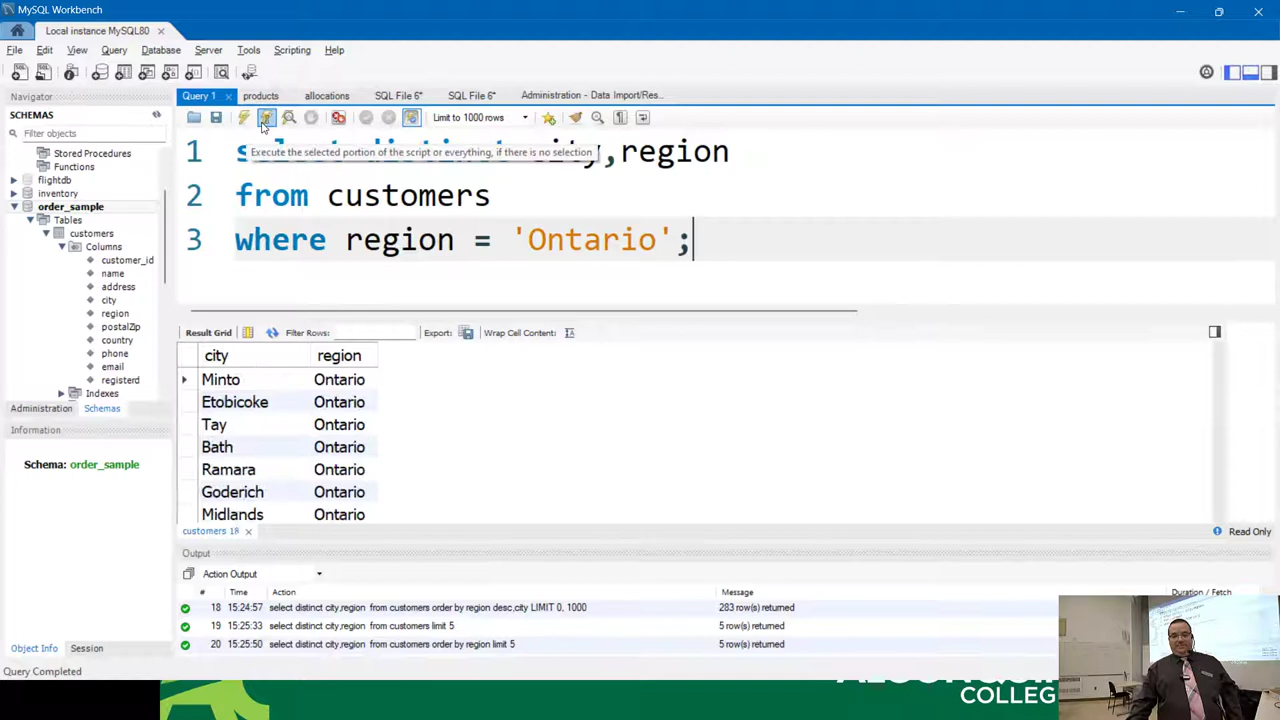 MySQL Workbench
Local instance MySQL80
File Edit View Query Database Server Tools Scripting Help
Navigator
SCHEMAS
Filter objects
Stored Procedures
Functions
flightdb
inventory
order_sample
Tables
customers
Columns
customer_id
name
address
city
region
postalZip
country
phone
email
registerd
Indexes
Administration Schemas
Information
Schema: order_sample
Object Info Session
Query Completed
Query 1 products allocations SQL File 6* SQL File 6* Administration - Data Import/Res...
Limit to 1000 rows
1 city,region
Execute the selected portion of the script or everything, if there is no selection
2 from customers
3 where region = 'Ontario';
Result Grid Filter Rows: Export: Wrap Cell Content:
city region
Minto Ontario
Etobicoke Ontario
Tay Ontario
Bath Ontario
Ramara Ontario
Goderich Ontario
Midlands Ontario
customers 18 Read Only
Output
Action Output
# Time Action Message Duration / Fetch
18 15:24:57 select distinct city,region from customers order by region desc,city LIMIT 0, 1000 283 row(s) returned
19 15:25:33 select distinct city,region from customers limit 5 5 row(s) returned
20 15:25:50 select distinct city,region from customers order by region limit 5 5 row(s) returned
COLLEG